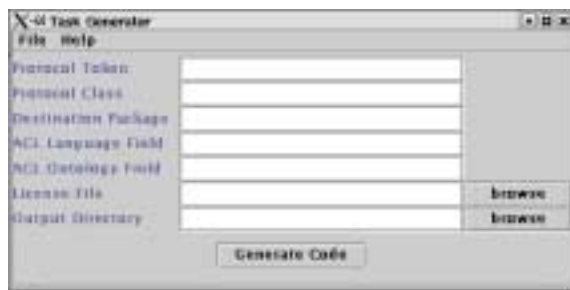 Task Generator
File Help
Protocol Token
Protocol Class
Destination Package
ACL Language Field
ACL Ontology Field
License File browse
Output Directory browse
Generate Code